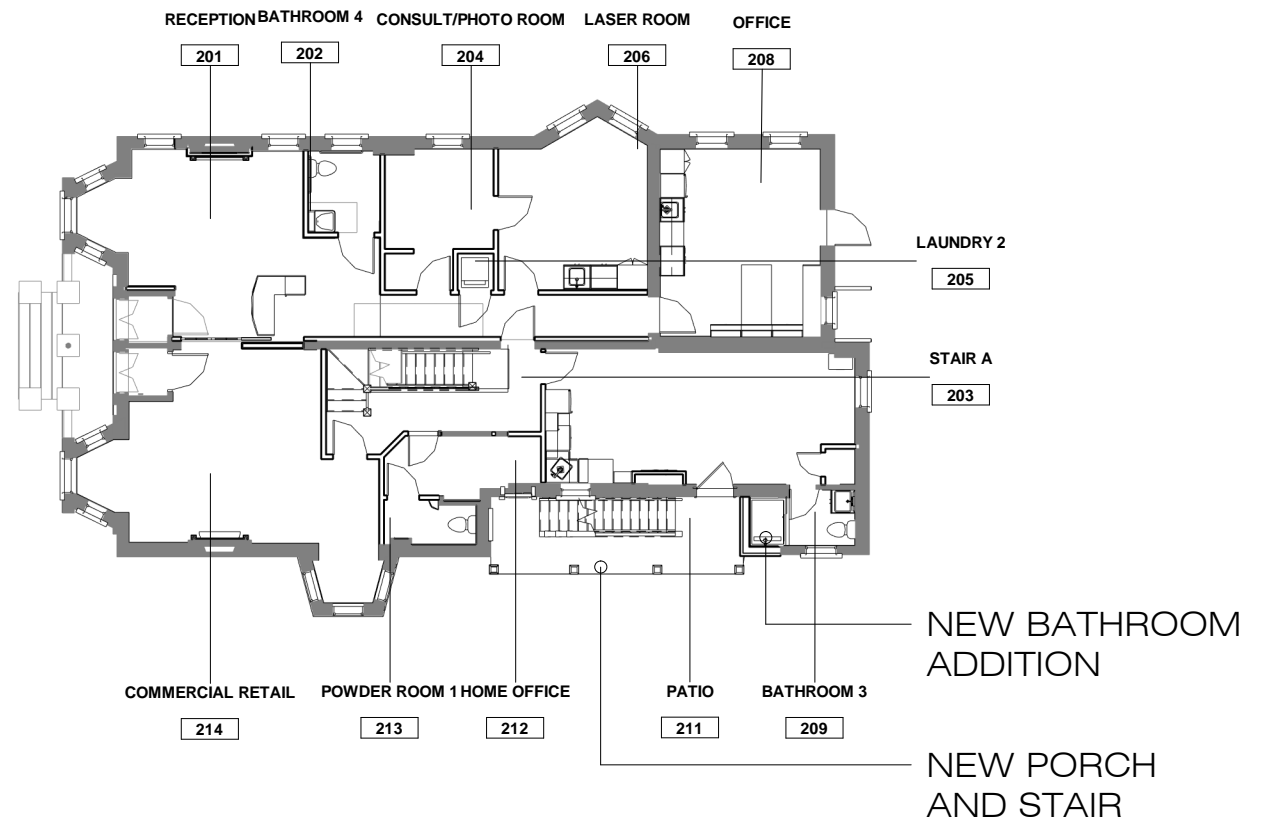 RECEPTION
201
BATHROOM 4
202
CONSULT/PHOTO ROOM
204
LASER ROOM
206
OFFICE
208
LAUNDRY 2
205
STAIR A
203
NEW BATHROOM
ADDITION
COMMERCIAL RETAIL
214
POWDER ROOM 1
213
HOME OFFICE
212
PATIO
211
BATHROOM 3
209
NEW PORCH
AND STAIR